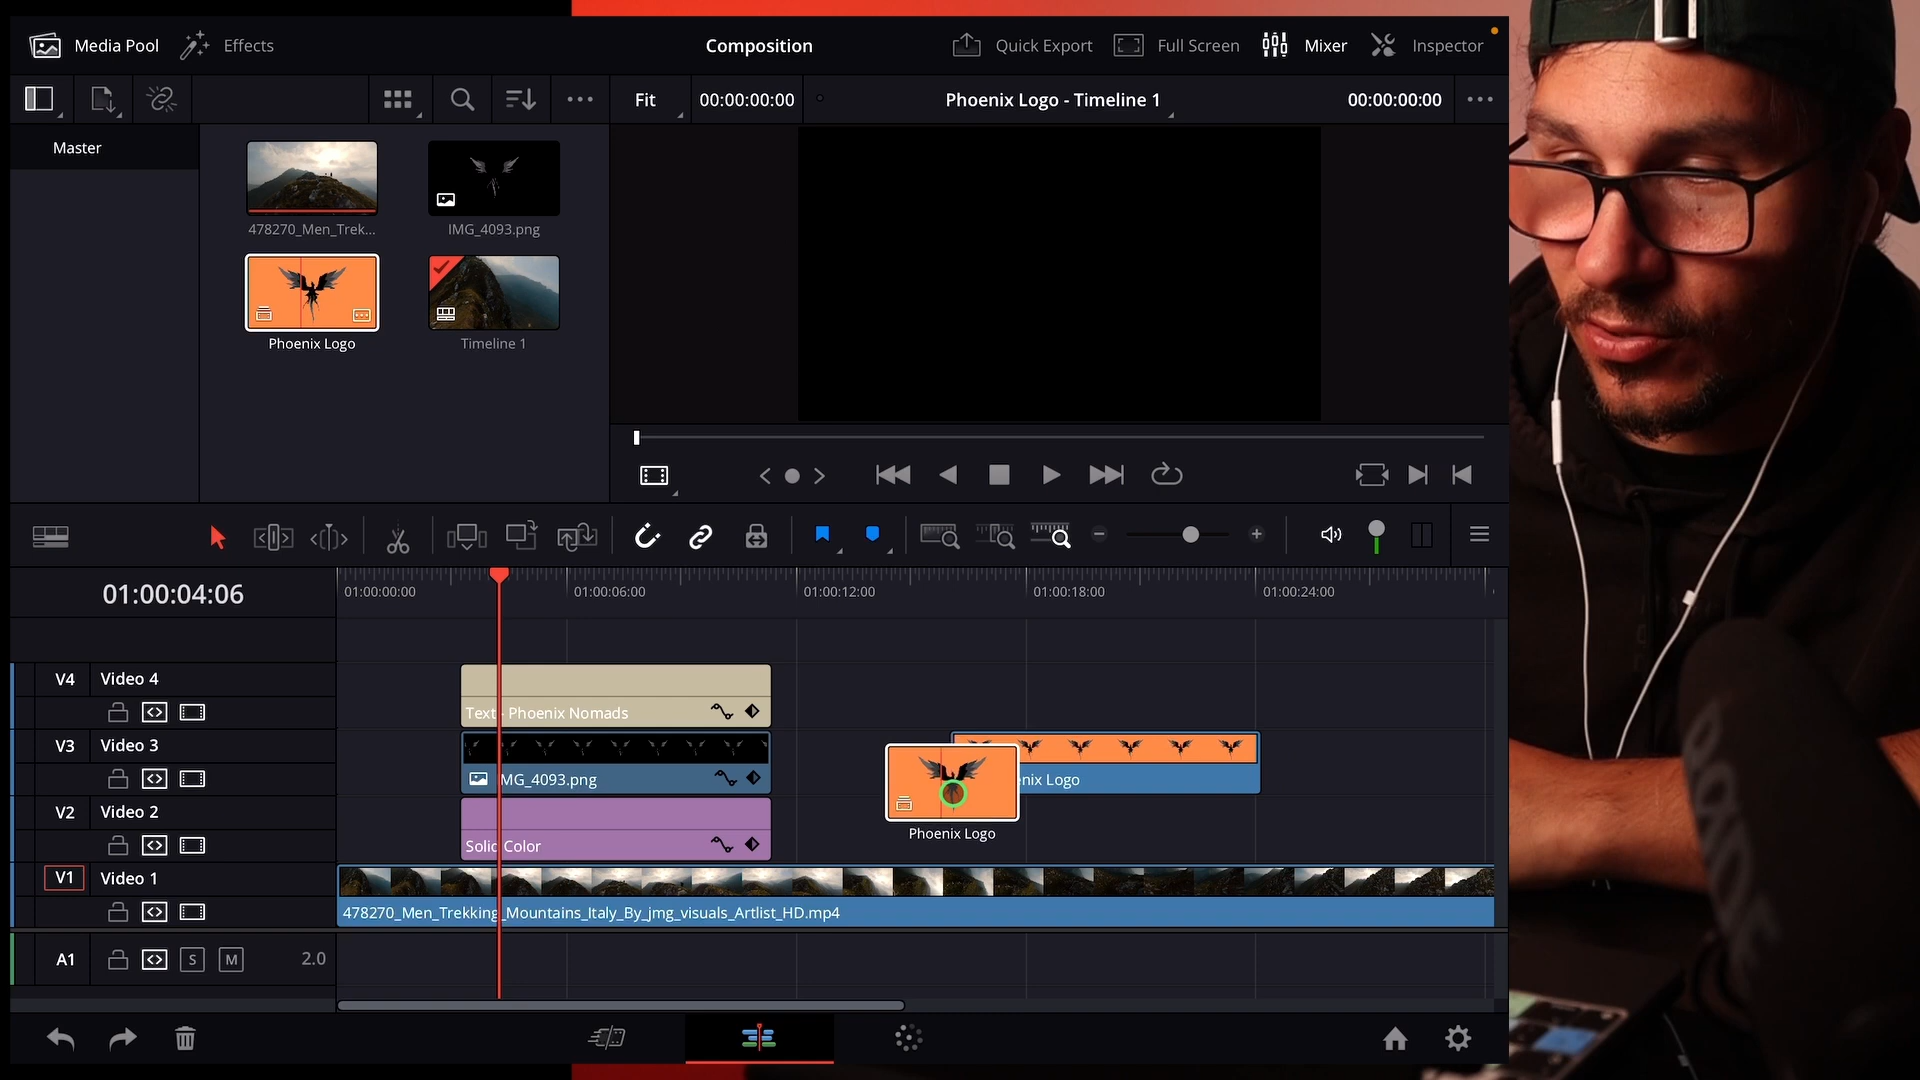 Media Pool
Effects
Composition
Quick Export
Full Screen
Mixer
Inspector
Fit
00:00:00:00
Phoenix Logo - Timeline 1
00:00:00:00
Master
478270_Men_Trek...
IMG_4093.png
Phoenix Logo
Timeline 1
01:00:04:06
01:00:00:00
01:00:06:00
01:00:12:00
01:00:18:00
01:00:24:00
V4
Video 4
Text - Phoenix Nomads
V3
Video 3
MG_4093.png
enix Logo
Phoenix Logo
V2
Video 2
Solid Color
V1
Video 1
478270_Men_Trekking_Mountains_Italy_By_jmg_visuals_Artlist_HD.mp4
A1
S
M
2.0